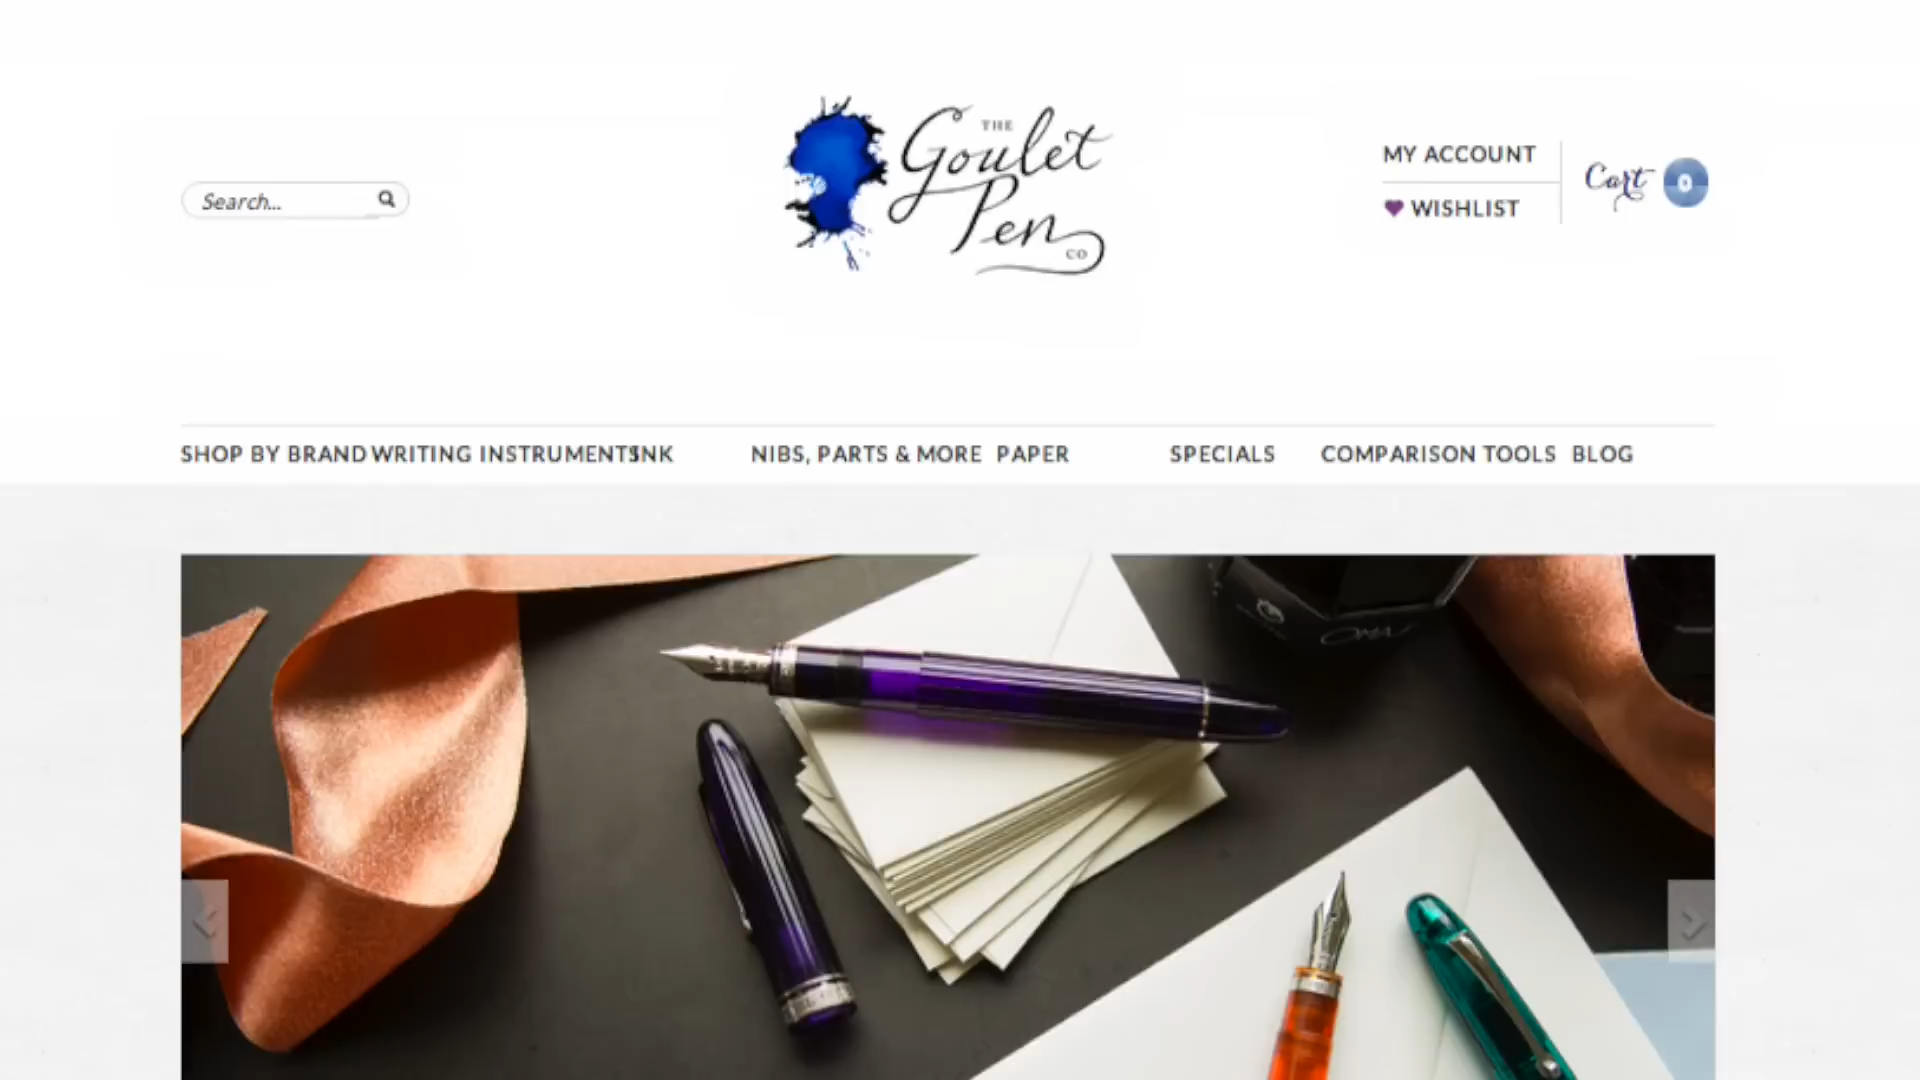 Search...
THE
Goulet
Pen
CO
MY ACCOUNT
WISHLIST
Cart 0
SHOP BY BRAND WRITING INSTRUMENTS INK NIBS, PARTS & MORE PAPER SPECIALS COMPARISON TOOLS BLOG